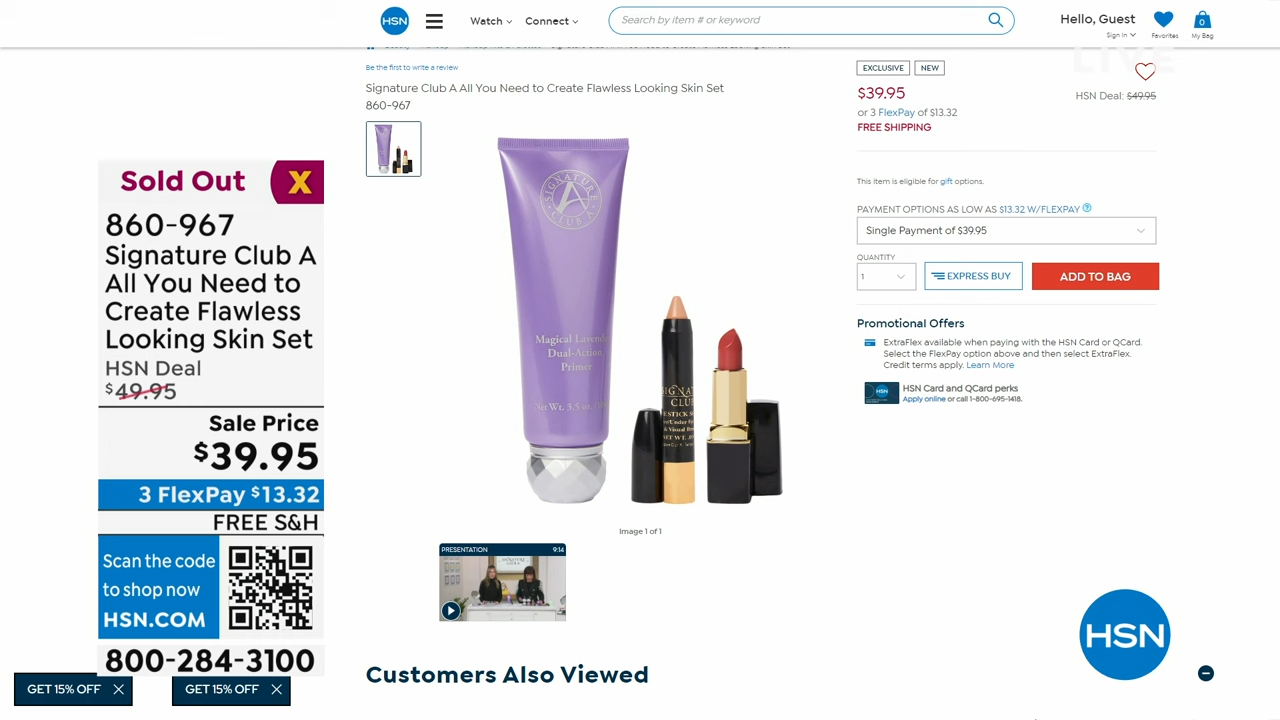 HSN
Watch
Connect
Search by item # or keyword
Hello, Guest
Sign In
Favorites
0
My Bag
LIVE
Be the first to write a review
Signature Club A All You Need to Create Flawless Looking Skin Set
860-967
EXCLUSIVE
NEW
$39.95
HSN Deal: $49.95
or 3 FlexPay of $13.32
FREE SHIPPING
This item is eligible for gift options.
PAYMENT OPTIONS AS LOW AS $13.32 W/FLEXPAY ?
Single Payment of $39.95
QUANTITY
1
EXPRESS BUY
ADD TO BAG
Promotional Offers
ExtraFlex available when paying with the HSN Card or QCard.
Select the FlexPay option above and then select ExtraFlex.
Credit terms apply. Learn More
HSN
HSN Card and QCard perks
Apply online or call 1-800-695-1418.
SIGNATURE
CLUB A
A
Magical
Dual-Action
Primer
Net Wt. 3.5
Image 1 of 1
PRESENTATION
9:14
Customers Also Viewed
HSN
Sold Out
X
860-967
Signature Club A
All You Need to
Create Flawless
Looking Skin Set
HSN Deal
$49.95
Sale Price
$39.95
3 FlexPay $13.32
FREE S&H
Scan the code
to shop now
HSN.COM
800-284-3100
GET 15% OFF
GET 15% OFF